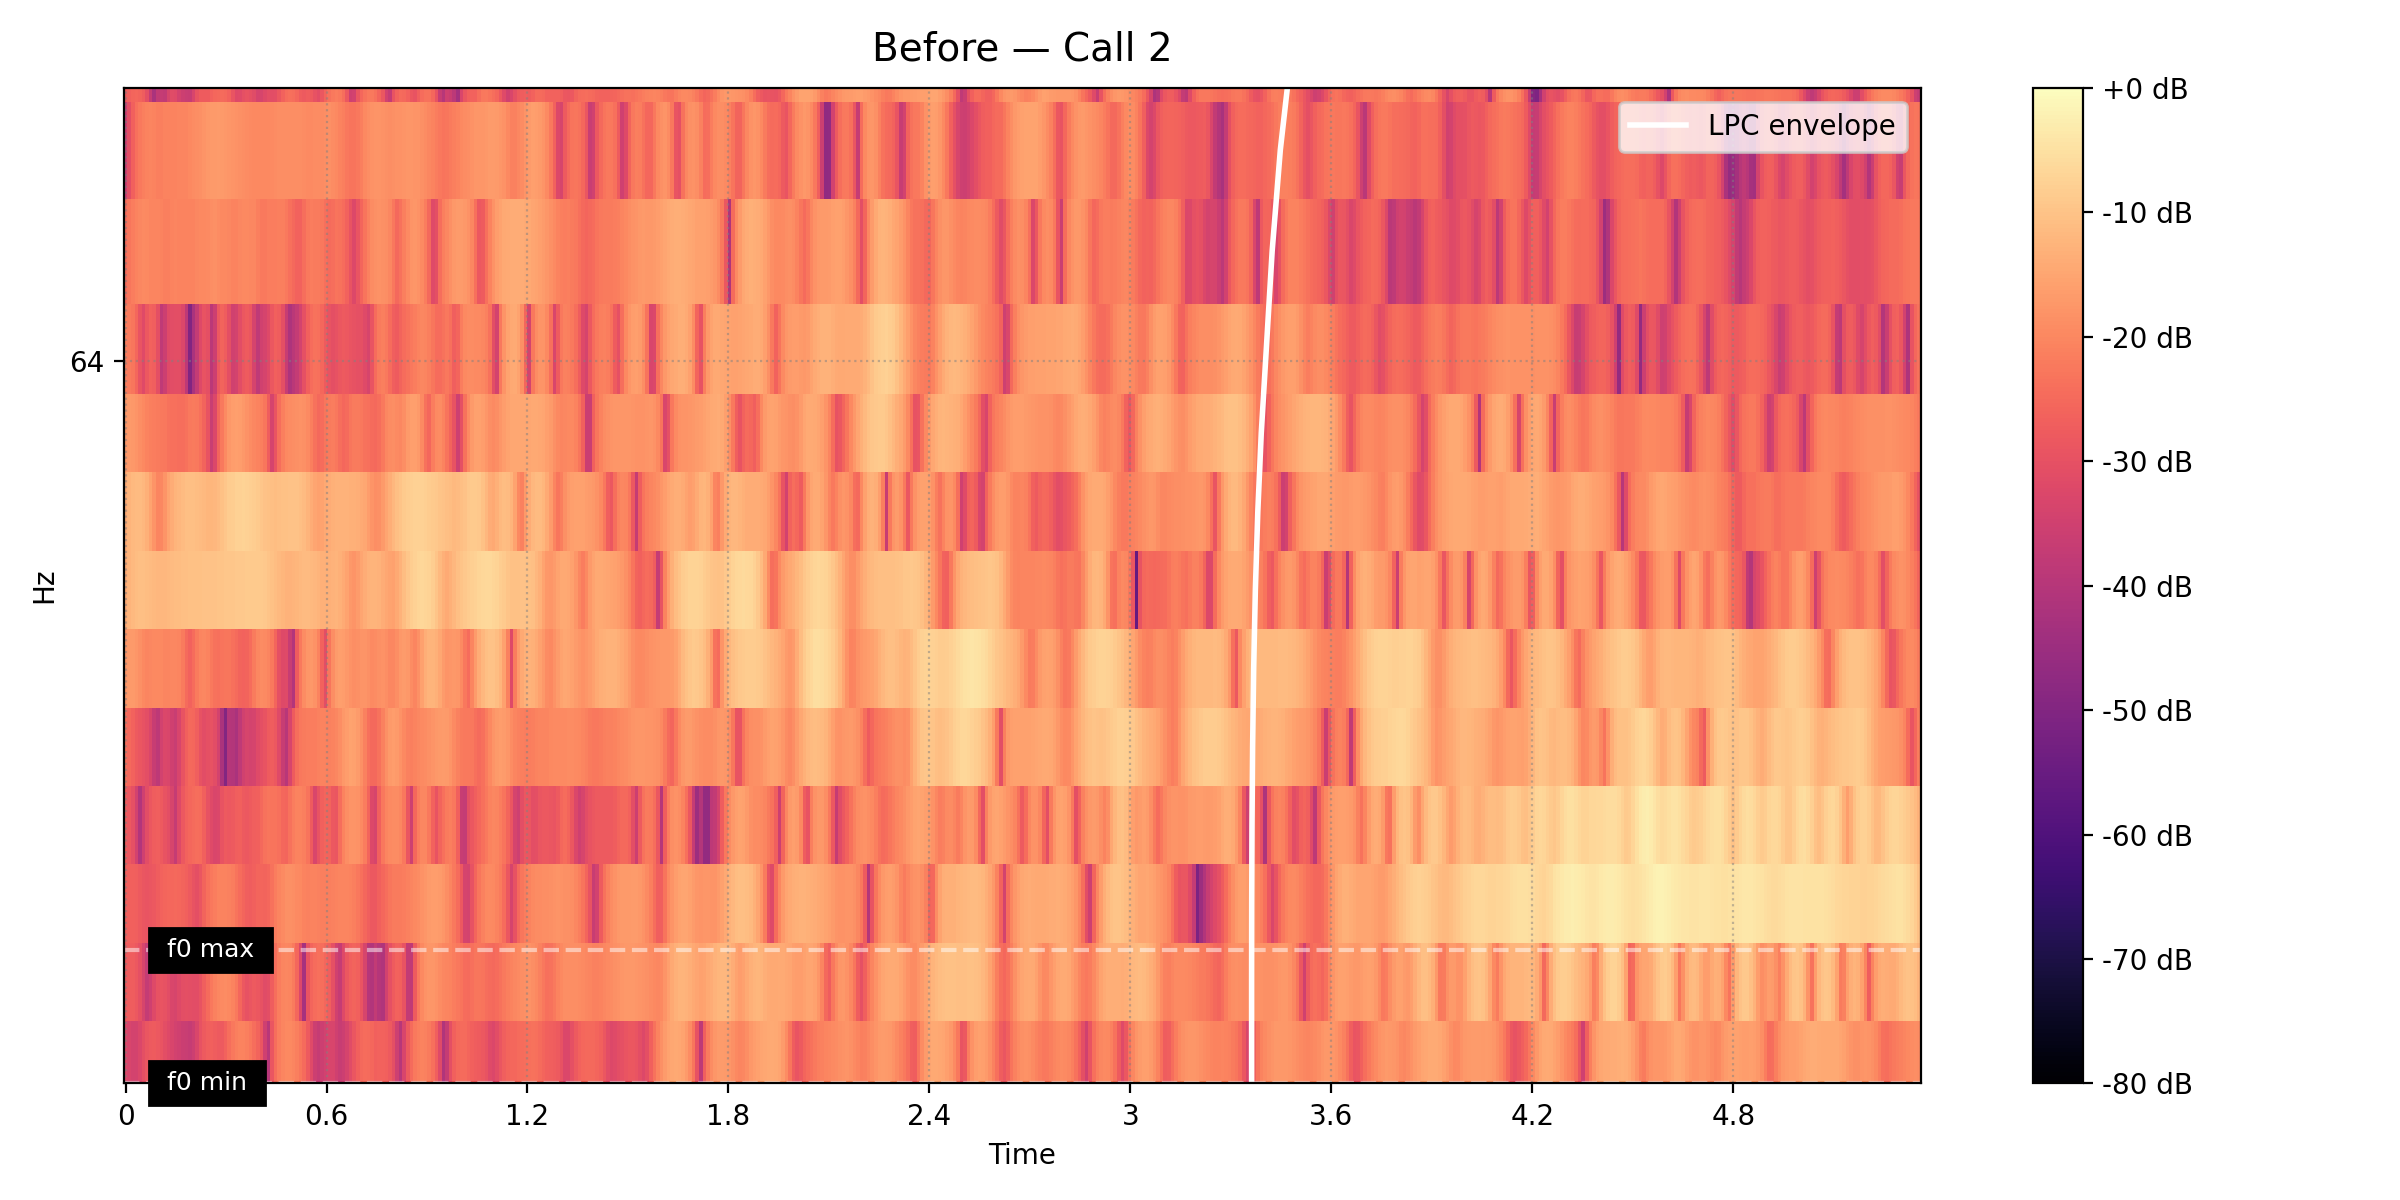 Before — Call 2
LPC envelope
64
Hz
f0 max
f0 min
0
0.6
1.2
1.8
2.4
3
3.6
4.2
4.8
Time
+0 dB
-10 dB
-20 dB
-30 dB
-40 dB
-50 dB
-60 dB
-70 dB
-80 dB